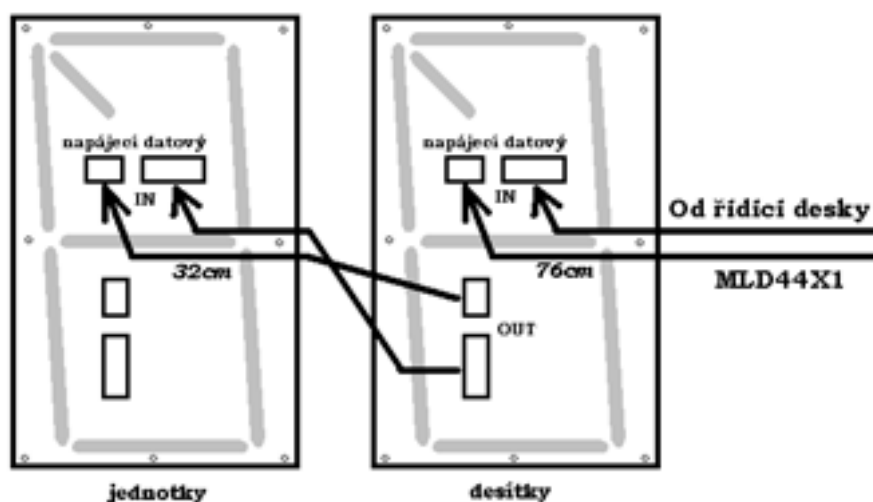 napájecí datový
IN
32cm
jednotky
napájecí datový
IN
76cm
OUT
desítky
Od řídící desky
MLD44X1